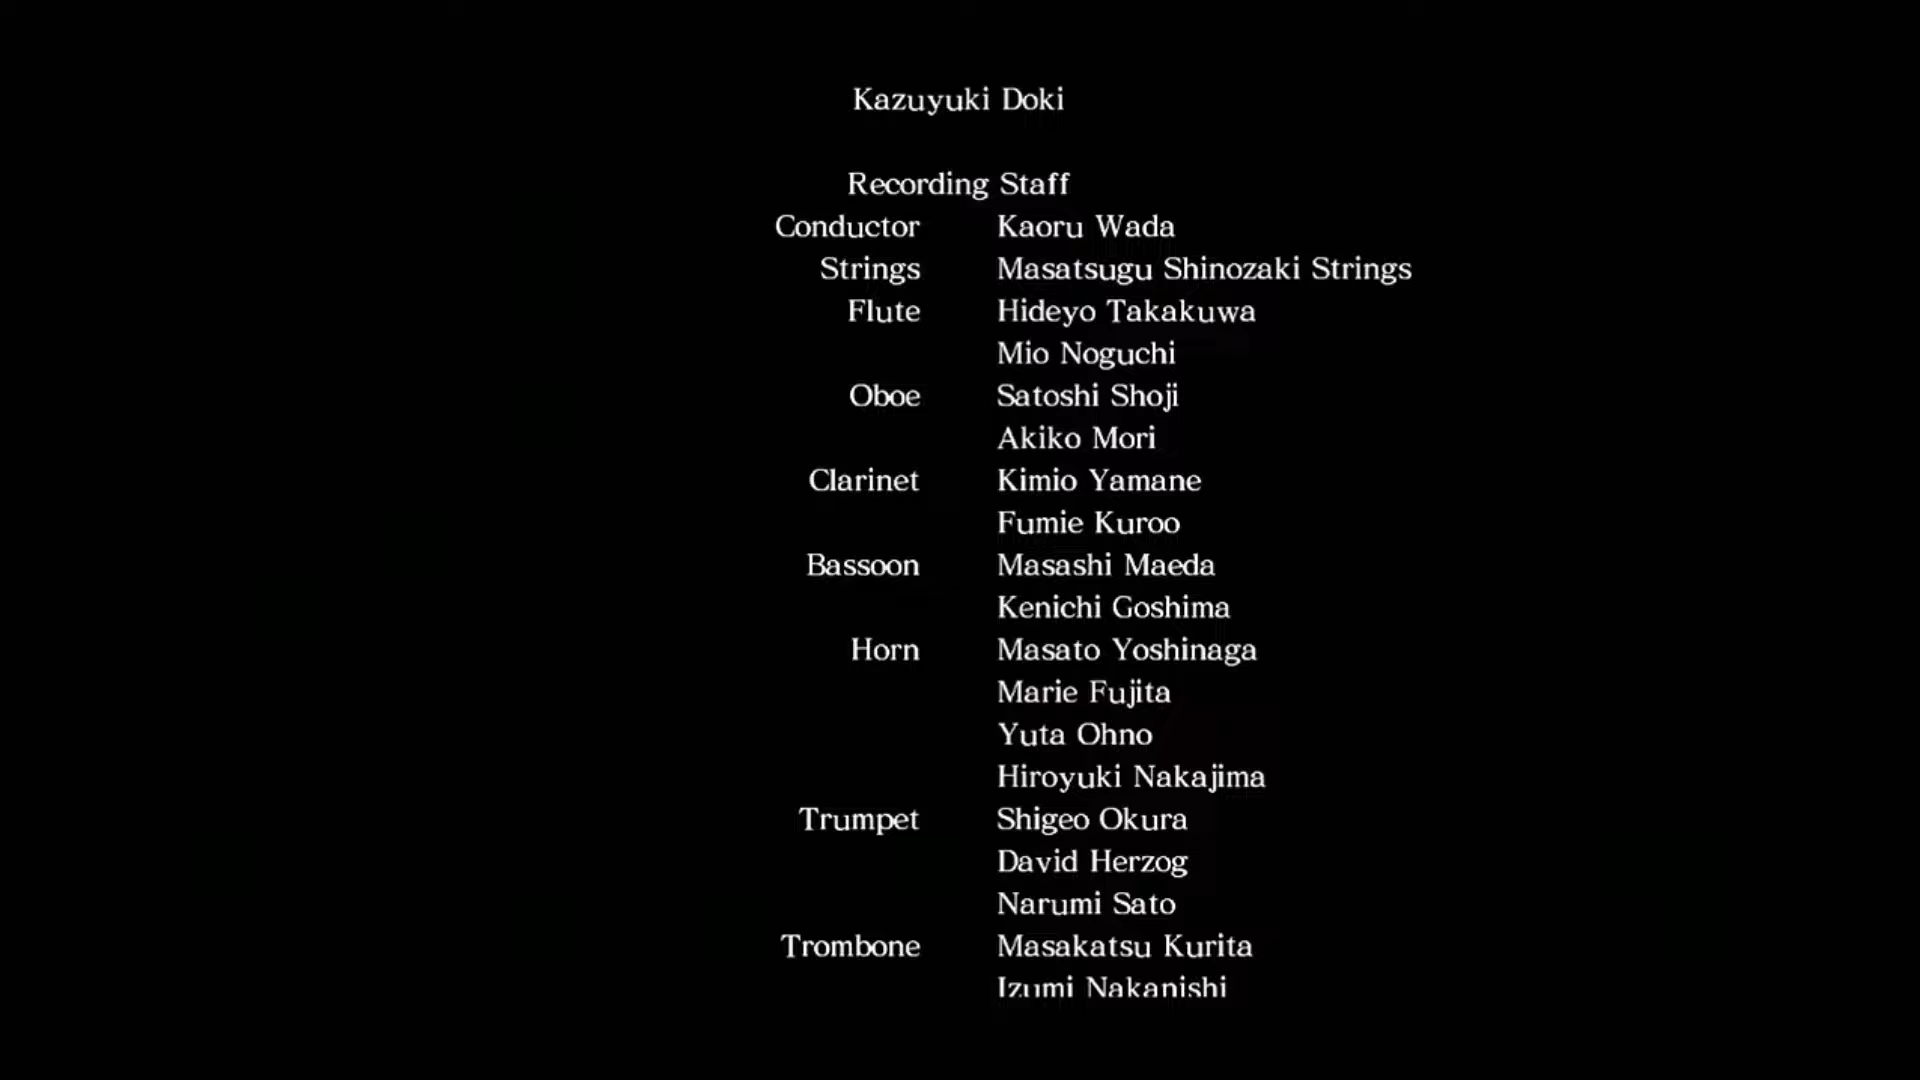 Kazuyuki Doki
Recording Staff
Conductor Kaoru Wada
Strings Masatsugu Shinozaki Strings
Flute Hideyo Takakuwa
Mio Noguchi
Oboe Satoshi Shoji
Akiko Mori
Clarinet Kimio Yamane
Fumie Kuroo
Bassoon Masashi Maeda
Kenichi Goshima
Horn Masato Yoshinaga
Marie Fujita
Yuta Ohno
Hiroyuki Nakajima
Trumpet Shigeo Okura
David Herzog
Narumi Sato
Trombone Masakatsu Kurita
Izumi Nakanishi